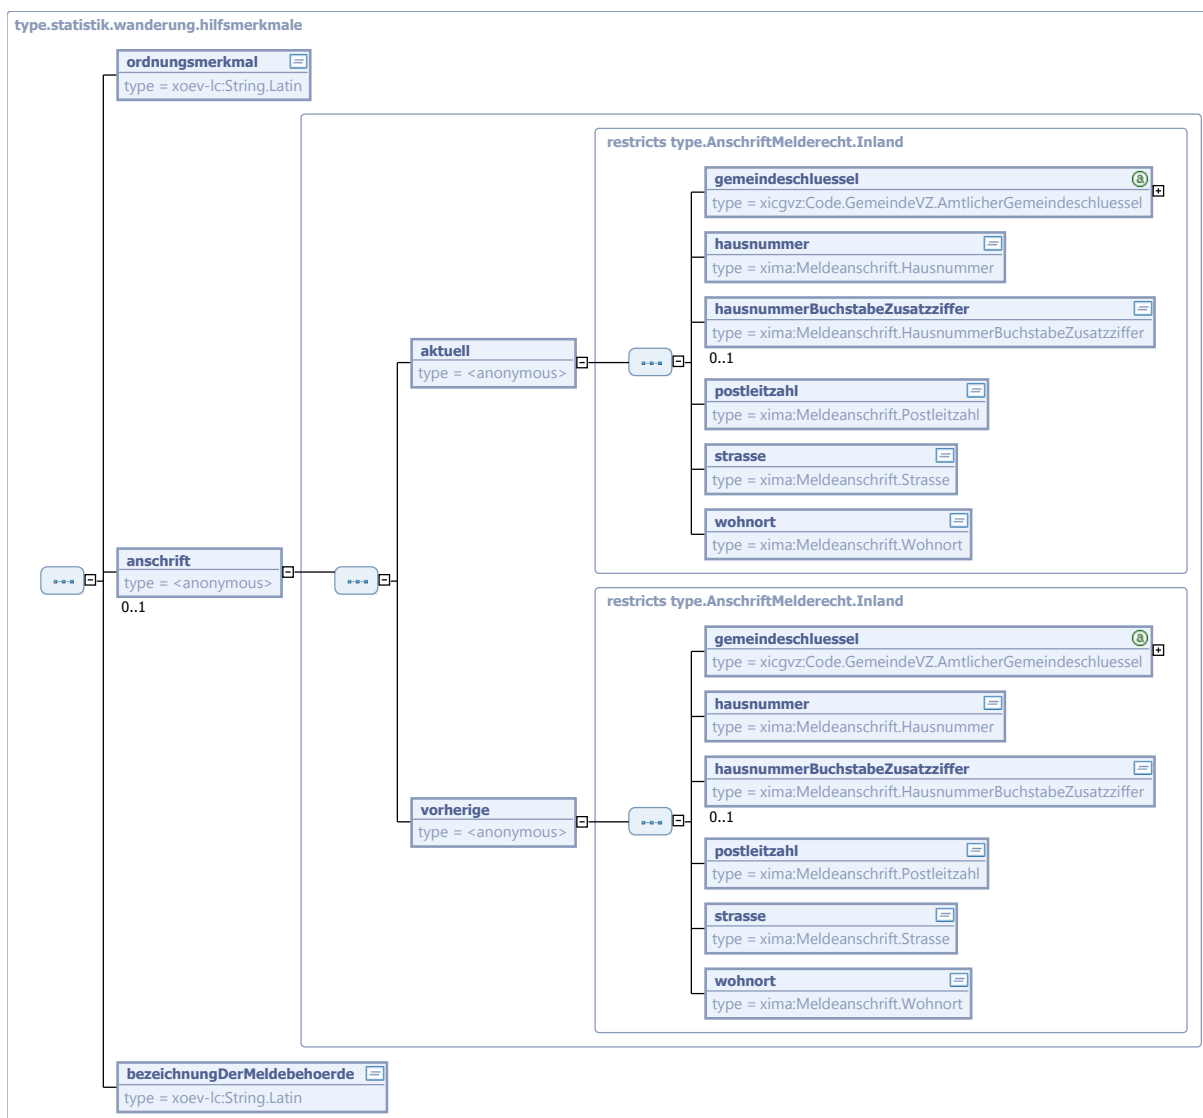 type.statistik.wanderung.hilfsmerkmale
ordnungsmerkmal
type = xoev-lc:String.Latin
restricts type.AnschriftMelderecht.Inland
gemeindeschluessel
type = xicgvz:Code.GemeindeVZ.AmtlicherGemeindeschluessel
hausnummer
type = xima:Meldeanschrift.Hausnummer
hausnummerBuchstabeZusatzziffer
type = xima:Meldeanschrift.HausnummerBuchstabeZusatzziffer
0..1
aktuell
type = <anonymous>
postleitzahl
type = xima:Meldeanschrift.Postleitzahl
strasse
type = xima:Meldeanschrift.Strasse
wohnort
type = xima:Meldeanschrift.Wohnort
anschrift
type = <anonymous>
0..1
restricts type.AnschriftMelderecht.Inland
gemeindeschluessel
type = xicgvz:Code.GemeindeVZ.AmtlicherGemeindeschluessel
hausnummer
type = xima:Meldeanschrift.Hausnummer
hausnummerBuchstabeZusatzziffer
type = xima:Meldeanschrift.HausnummerBuchstabeZusatzziffer
0..1
vorherige
type = <anonymous>
postleitzahl
type = xima:Meldeanschrift.Postleitzahl
strasse
type = xima:Meldeanschrift.Strasse
wohnort
type = xima:Meldeanschrift.Wohnort
bezeichnungDerMeldebehoerde
type = xoev-lc:String.Latin